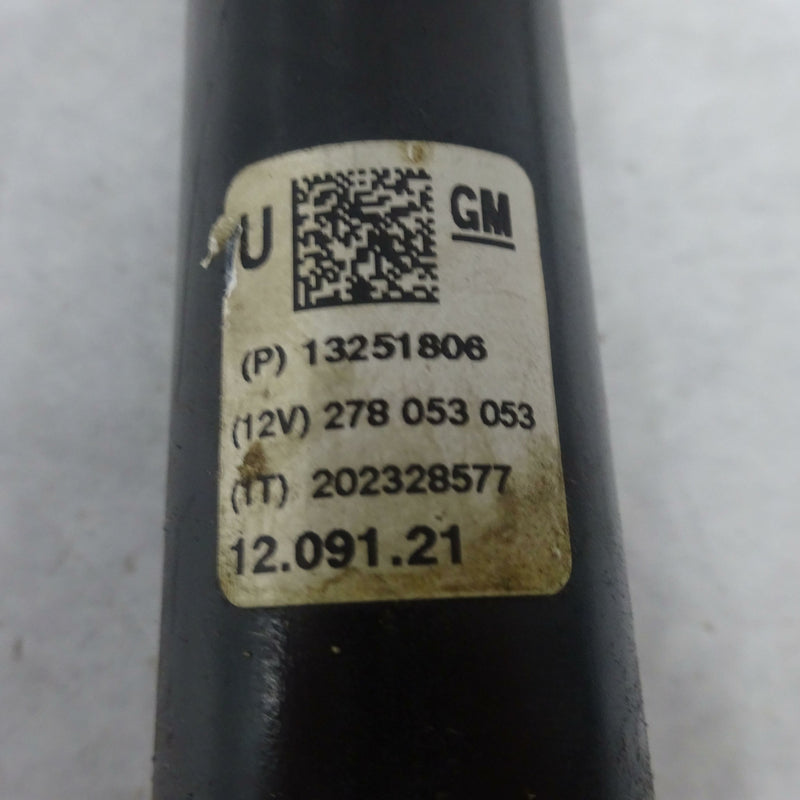 U GM
(P) 13251806
(12V) 278 053 053
(1T) 202328577
12.091.21